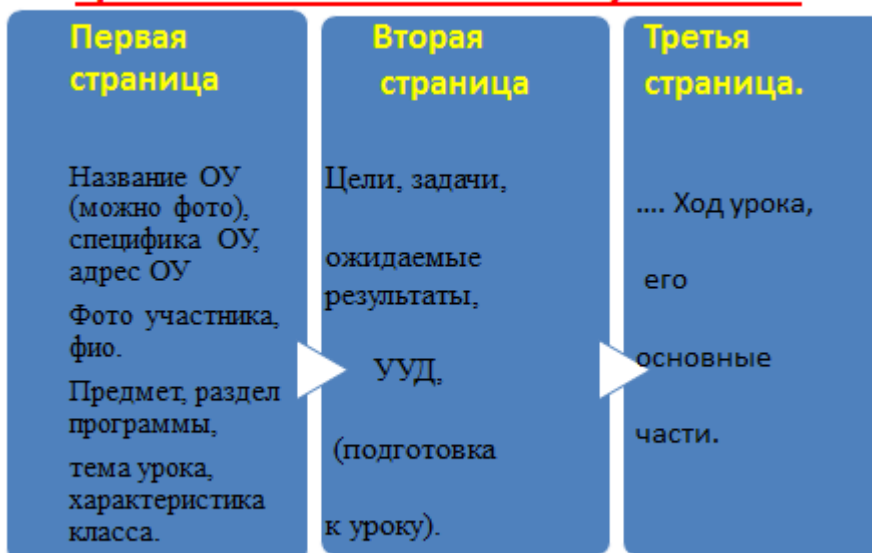 Первая
страница
Название ОУ
(можно фото),
специфика ОУ,
адрес ОУ
Фото участника,
фио.
Предмет, раздел
программы,
тема урока,
характеристика
класса.
Вторая
страница
Цели, задачи,
ожидаемые
результаты,
УУД,
(подготовка
к уроку).
Третья
страница.
.... Ход урока,
его
основные
части.